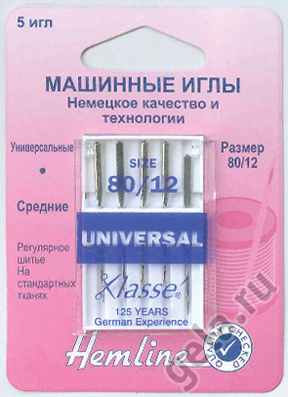 5 игл
МАШИННЫЕ ИГЛЫ
Немецкое качество и
технологии
Универсальные
•
Средние
Регулярное
шитье
На
стандартных
тканях
SIZE
80/12
UNIVERSAL
Klasse'
125 YEARS
German Experience
Размер
80/12
Hemline
QUALITY CHECKED
gela.ru